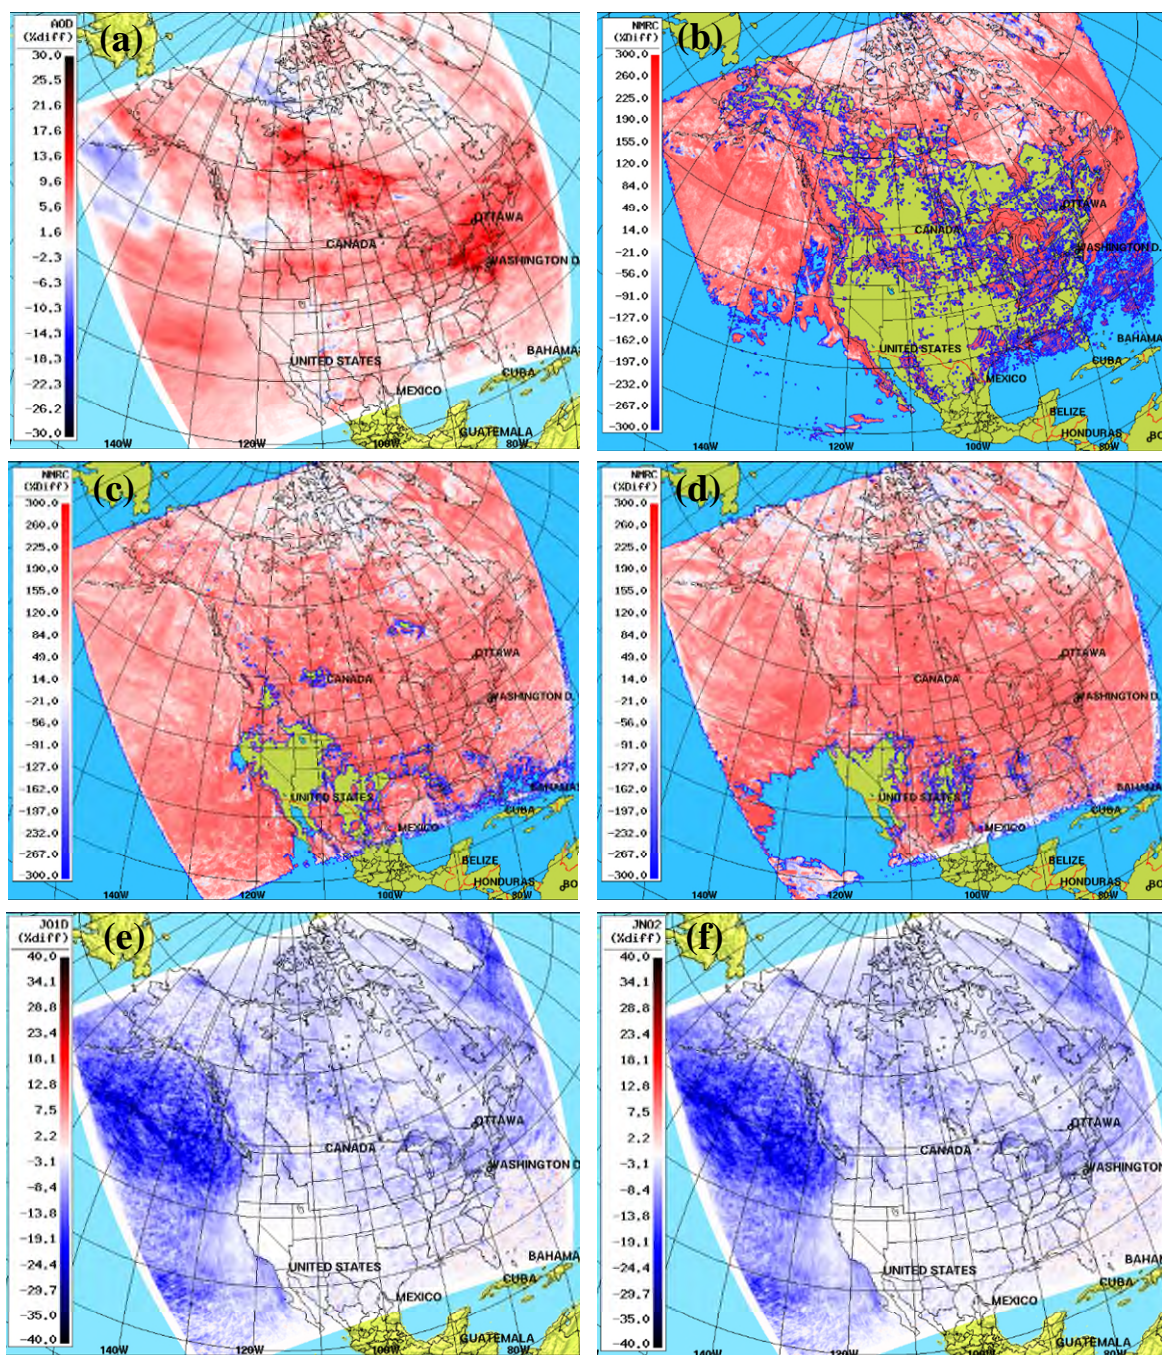 AOD
(%diff)
(a)
30.0
25.5
21.6
17.6
13.6
9.6
5.6
1.6
-2.3
-6.3
-10.3
-14.3
-18.3
-22.3
-26.2
-30.0
OTTAWA
CANADA
WASHINGTON D.
UNITED STATES
BAHAMAS
CUBA
MEXICO
GUATEMALA
140W
120W
100W
80W
NMRC
(%Diff)
(b)
300.0
260.0
225.0
190.0
155.0
120.0
84.0
49.0
14.0
-21.0
-56.0
-91.0
-127.0
-162.0
-197.0
-232.0
-267.0
-300.0
OTTAWA
CANADA
WASHINGTON D.
UNITED STATES
BAHAMA
CUBA
MEXICO
BELIZE
HONDURAS
BO
140W
120W
100W
80W
NMRC
(%Diff)
(c)
300.0
260.0
225.0
190.0
155.0
120.0
84.0
49.0
14.0
-21.0
-56.0
-91.0
-127.0
-162.0
-197.0
-232.0
-267.0
-300.0
OTTAWA
CANADA
WASHINGTON D.
UNITED STATES
BAHAMAS
CUBA
MEXICO
BELIZE
HONDURAS
BO
140W
120W
100W
80W
NMRC
(%Diff)
(d)
300.0
260.0
225.0
190.0
155.0
120.0
84.0
49.0
14.0
-21.0
-56.0
-91.0
-127.0
-162.0
-197.0
-232.0
-267.0
-300.0
OTTAWA
CANADA
WASHINGTON D.
UNITED STATES
BAHAMA
CUBA
MEXICO
BELIZE
HONDURAS
BO
140W
120W
100W
80W
JO1D
(%diff)
(e)
40.0
34.1
28.8
23.4
18.1
12.8
7.5
2.2
-3.1
-8.4
-13.8
-19.1
-24.4
-29.7
-35.0
-40.0
OTTAWA
CANADA
WASHINGTON D
UNITED STATES
BAHAMA
CUBA
MEXICO
GUATEMALA
140W
120W
100W
80W
JNO2
(%diff)
(f)
40.0
34.1
28.8
23.4
18.1
12.8
7.5
2.2
-3.1
-8.4
-13.8
-19.1
-24.4
-29.7
-35.0
-40.0
OTTAWA
CANADA
WASHINGTON
UNITED STATES
BAHAM
CUBA
MEXICO
GUATEMALA
140W
120W
100W
80W